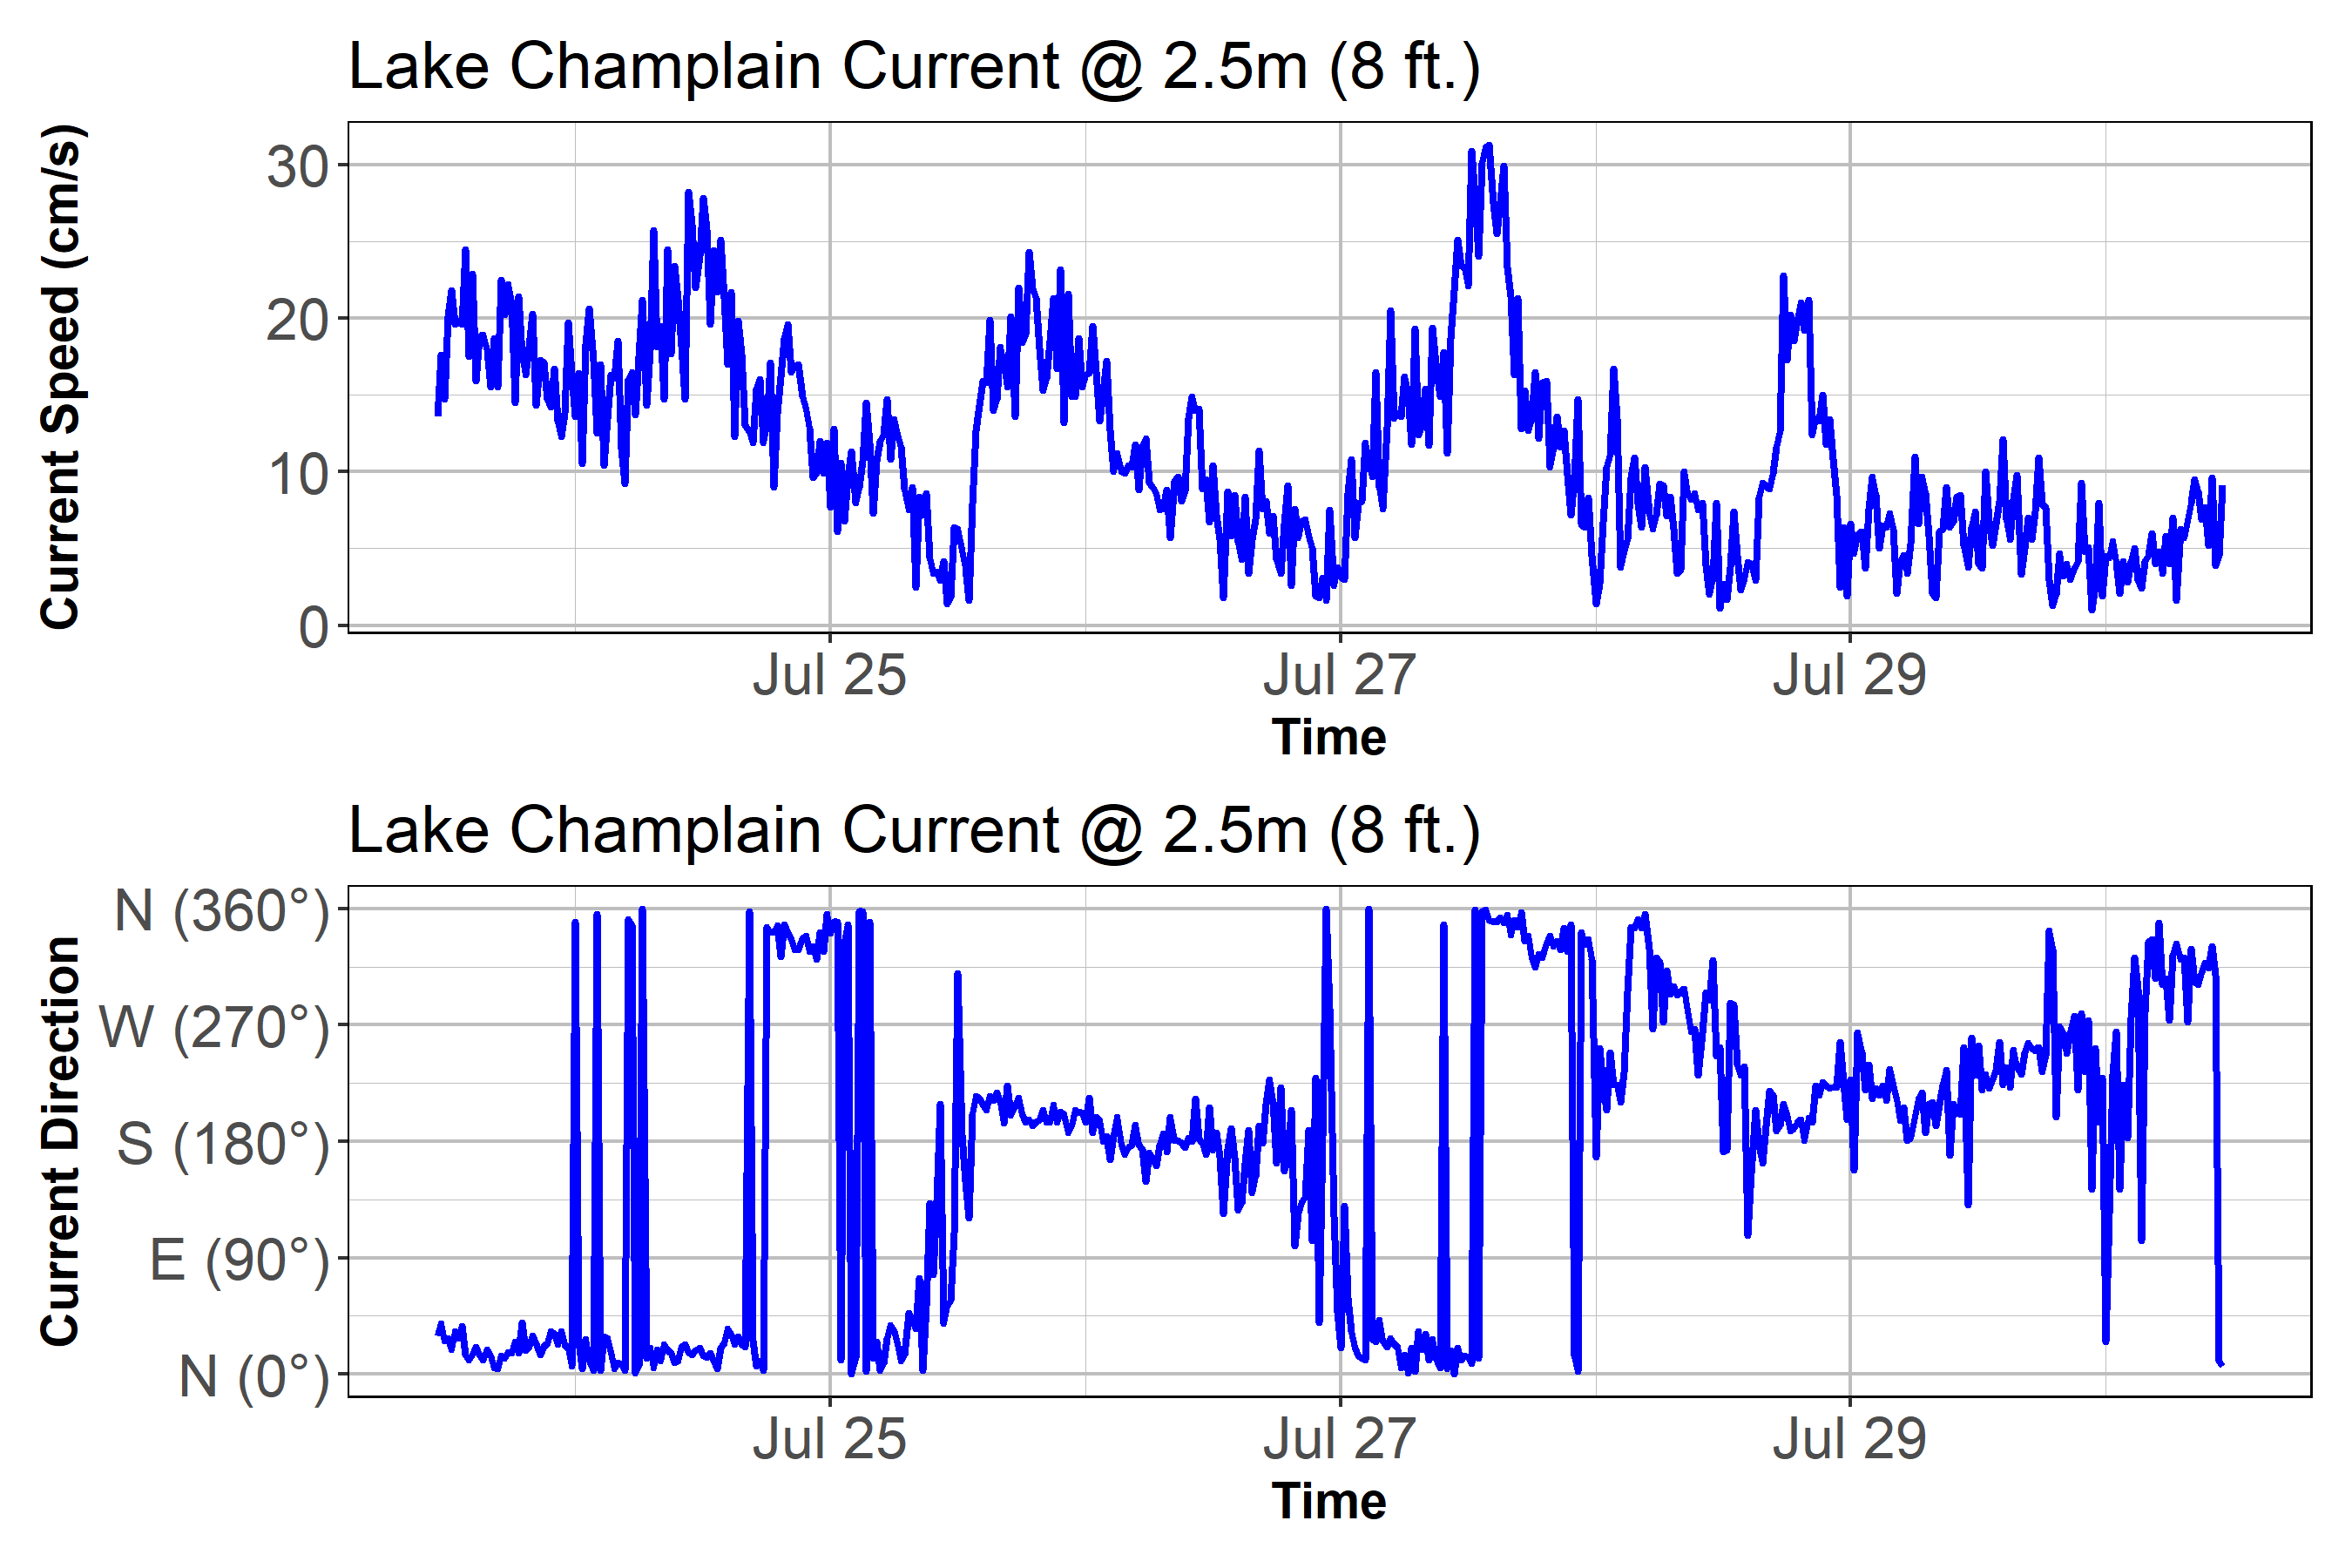 Lake Champlain Current @ 2.5m (8 ft.)
Current Speed (cm/s)
30
20
10
0
Jul 25 Jul 27 Jul 29
Time
Lake Champlain Current @ 2.5m (8 ft.)
Current Direction
N (360°)
W (270°)
S (180°)
E (90°)
N (0°)
Jul 25 Jul 27 Jul 29
Time